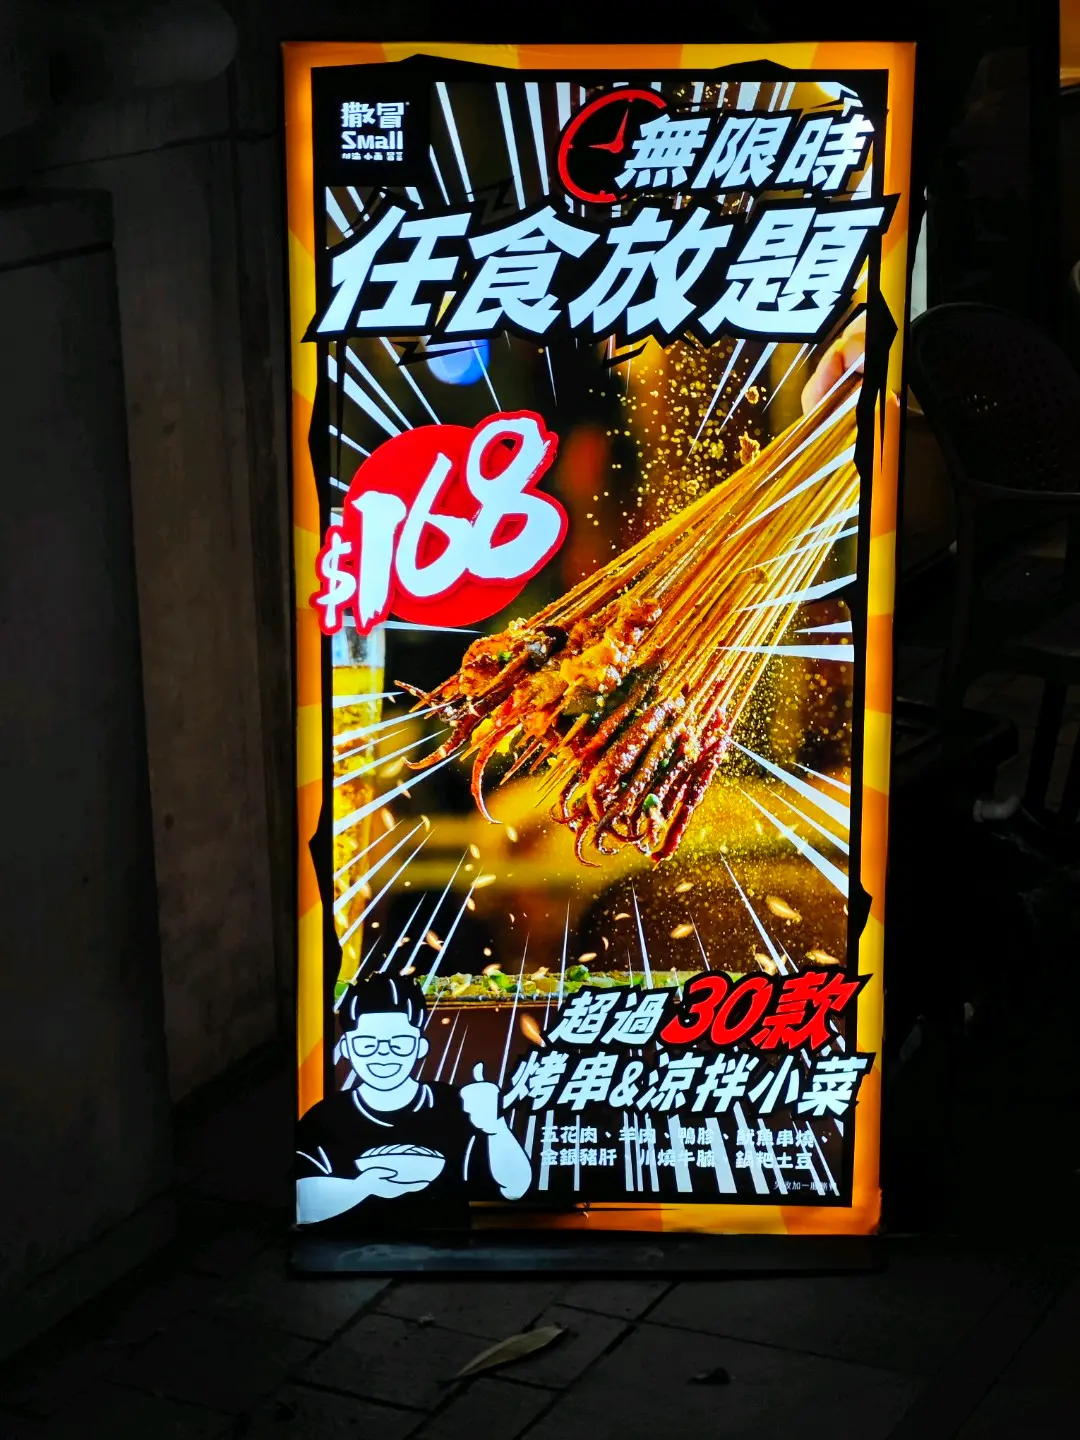 撒冒
Small
無限時
任食放題
$168
超過30款
烤串&涼拌小菜
五花肉、羊肉、鴨胗、魷魚串燒、
金銀豬肝、川燒牛腩、鍋粑土豆